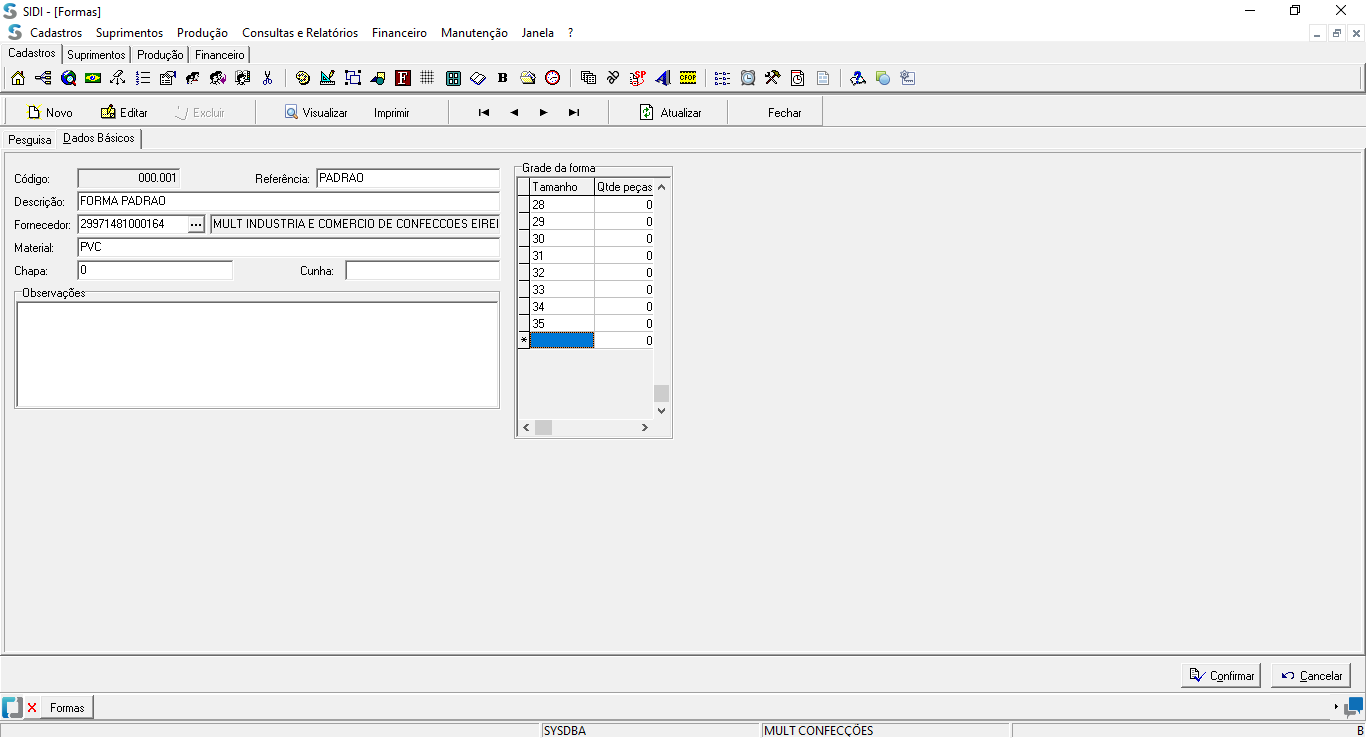 SIDI - [Formas]
Cadastros Suprimentos Produção Consultas e Relatórios Financeiro Manutenção Janela ?
Cadastros Suprimentos Produção Financeiro
F B SP CFOP
Novo Editar Excluir Visualizar Imprimir Atualizar Fechar
Pesquisa Dados Básicos
Código: 000.001 Referência: PADRAO
Descrição: FORMA PADRAO
Fornecedor: 29971481000164 ... MULT INDUSTRIA E COMERCIO DE CONFECCOES EIREI
Material: PVC
Chapa: 0 Cunha:
Observações
Grade da forma
Tamanho Qtde peças
28 0
29 0
30 0
31 0
32 0
33 0
34 0
35 0
* 0
Confirmar Cancelar
Formas
SYSDBA MULT CONFECÇÕES B